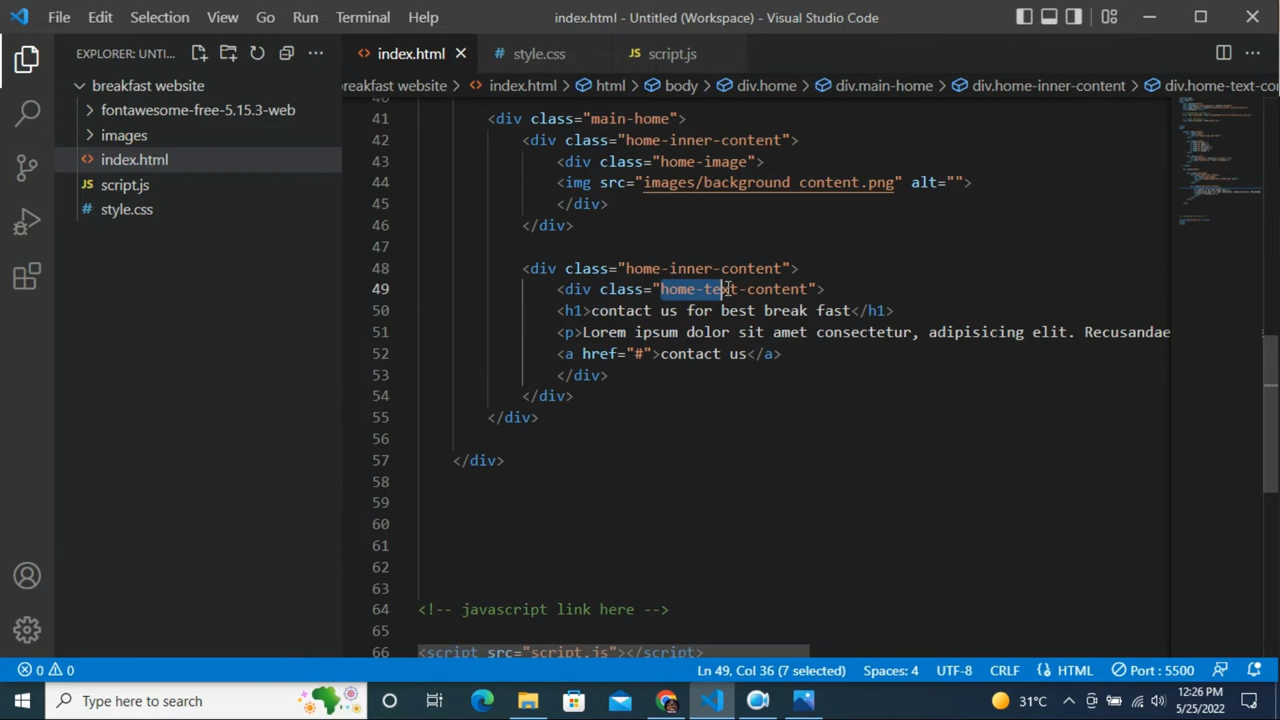 File Edit Selection View Go Run Terminal Help index.html - Untitled (Workspace) - Visual Studio Code
EXPLORER: UNTI... ··· <> index.html × # style.css JS script.js ···
breakfast website
breakfast website > <> index.html > html > body > div.home > div.main-home > div.home-inner-content > div.home-text-co
fontawesome-free-5.15.3-web
images
<> index.html
JS script.js
# style.css
41 <div class="main-home">
42 <div class="home-inner-content">
43 <div class="home-image">
44 <img src="images/background content.png" alt="">
45 </div>
46 </div>
47
48 <div class="home-inner-content">
49 <div class="home-text-content">
50 <h1>contact us for best break fast</h1>
51 <p>Lorem ipsum dolor sit amet consectetur, adipisicing elit. Recusandae
52 <a href="#">contact us</a>
53 </div>
54 </div>
55 </div>
56
57 </div>
58
59
60
61
62
63
64 <!-- javascript link here -->
65
66 <script src="script.js"></script>
0 0 Ln 49, Col 36 (7 selected) Spaces: 4 UTF-8 CRLF HTML Port : 5500
Type here to search 31°C 12:26 PM
5/25/2022